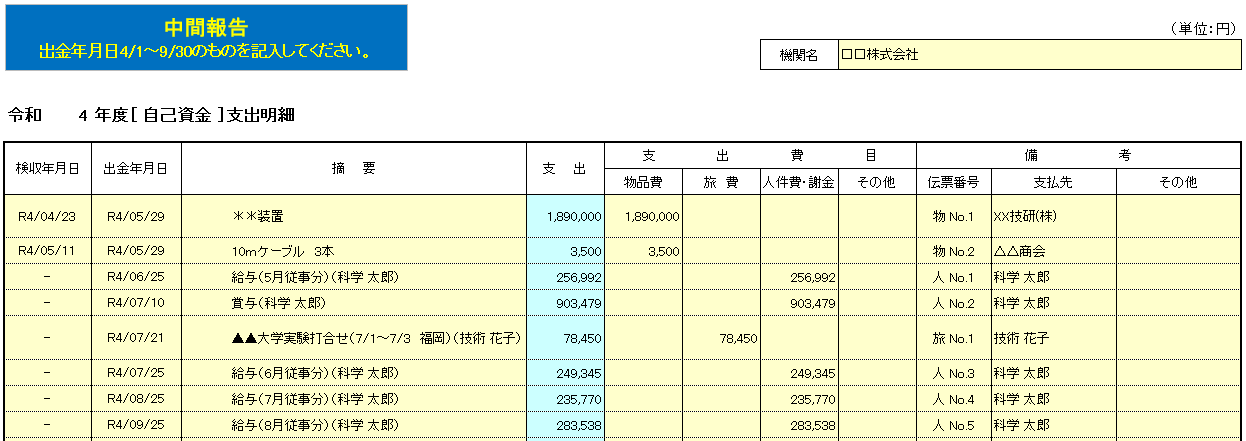 中間報告
出金年月日4/1～9/30のものを記入してください。
（単位：円）
機関名 □□株式会社
令和 4 年度［ 自己資金 ］支出明細
検収年月日 出金年月日 摘 要 支 出 支 出 費 目 備 考
物品費 旅 費 人件費・謝金 その他 伝票番号 支払先 その他
R4/04/23 R4/05/29 ＊＊装置 1,890,000 1,890,000 物 No.1 XX技研(株)
R4/05/11 R4/05/29 10mケーブル 3本 3,500 3,500 物 No.2 △△商会
- R4/06/25 給与（5月従事分）（科学 太郎） 256,992 256,992 人 No.1 科学 太郎
- R4/07/10 賞与（科学 太郎） 903,479 903,479 人 No.2 科学 太郎
- R4/07/21 ▲▲大学実験打合せ（7/1～7/3 福岡）（技術 花子） 78,450 78,450 旅 No.1 技術 花子
- R4/07/25 給与（6月従事分）（科学 太郎） 249,345 249,345 人 No.3 科学 太郎
- R4/08/25 給与（7月従事分）（科学 太郎） 235,770 235,770 人 No.4 科学 太郎
- R4/09/25 給与（8月従事分）（科学 太郎） 283,538 283,538 人 No.5 科学 太郎